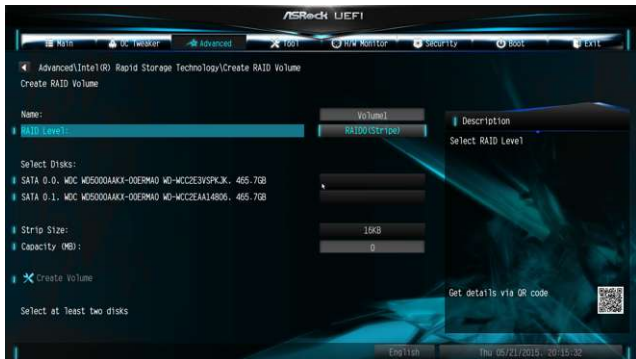 ASRock UEFI
Main OC Tweaker Advanced Tool H/W Monitor Security Boot Exit
Advanced\Intel(R) Rapid Storage Technology\Create RAID Volume
Create RAID Volume
Name: Volume1
RAID Level: RAID0(Stripe)
Select Disks:
SATA 0.0. WDC WD5000AAKX-00ERMA0 WD-WCC2E3VSPKJK. 465.7GB
SATA 0.1. WDC WD5000AAKX-00ERMA0 WD-WCC2EAA14806. 465.7GB
Strip Size: 16KB
Capacity (MB): 0
Create Volume
Select at least two disks
Description
Select RAID Level
Get details via QR code
English Thu 05/21/2015. 20:15:32